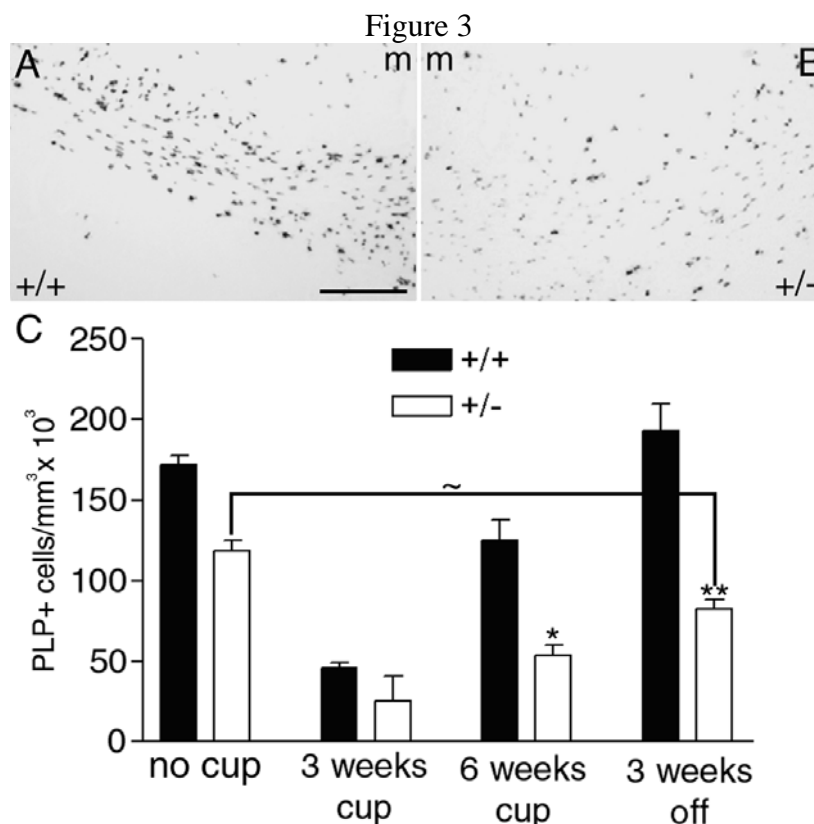 Figure 3
A m m B
+/+ +/-
C
250
200
150
100
50
0
PLP+ cells/mm³ x 10³
+/+
+/-
~
*
**
no cup 3 weeks 6 weeks 3 weeks
cup cup off